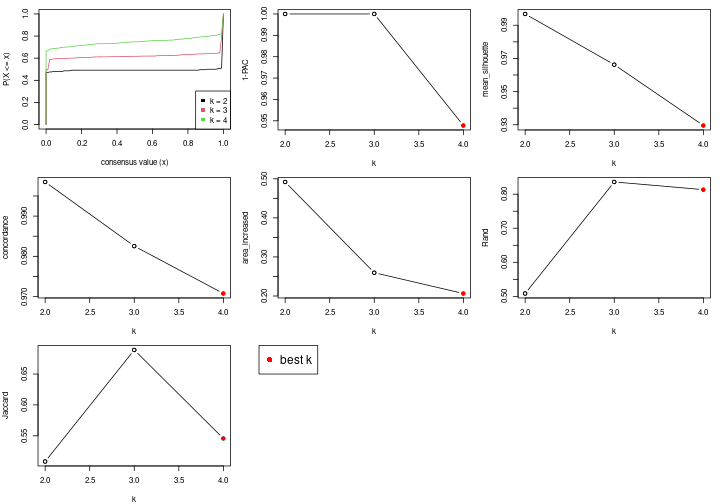 P(X <= x)
0.0 0.2 0.4 0.6 0.8 1.0
k = 2
k = 3
k = 4
0.0 0.2 0.4 0.6 0.8 1.0
consensus value (x)
1-PAC
0.95 0.96 0.97 0.98 0.99 1.00
2.0 2.5 3.0 3.5 4.0
k
mean_silhouette
0.93 0.95 0.97 0.99
2.0 2.5 3.0 3.5 4.0
k
concordance
0.970 0.980 0.990
2.0 2.5 3.0 3.5 4.0
k
area_increased
0.20 0.30 0.40 0.50
2.0 2.5 3.0 3.5 4.0
k
Rand
0.50 0.60 0.70 0.80
2.0 2.5 3.0 3.5 4.0
k
Jaccard
0.55 0.65
2.0 2.5 3.0 3.5 4.0
k
best k